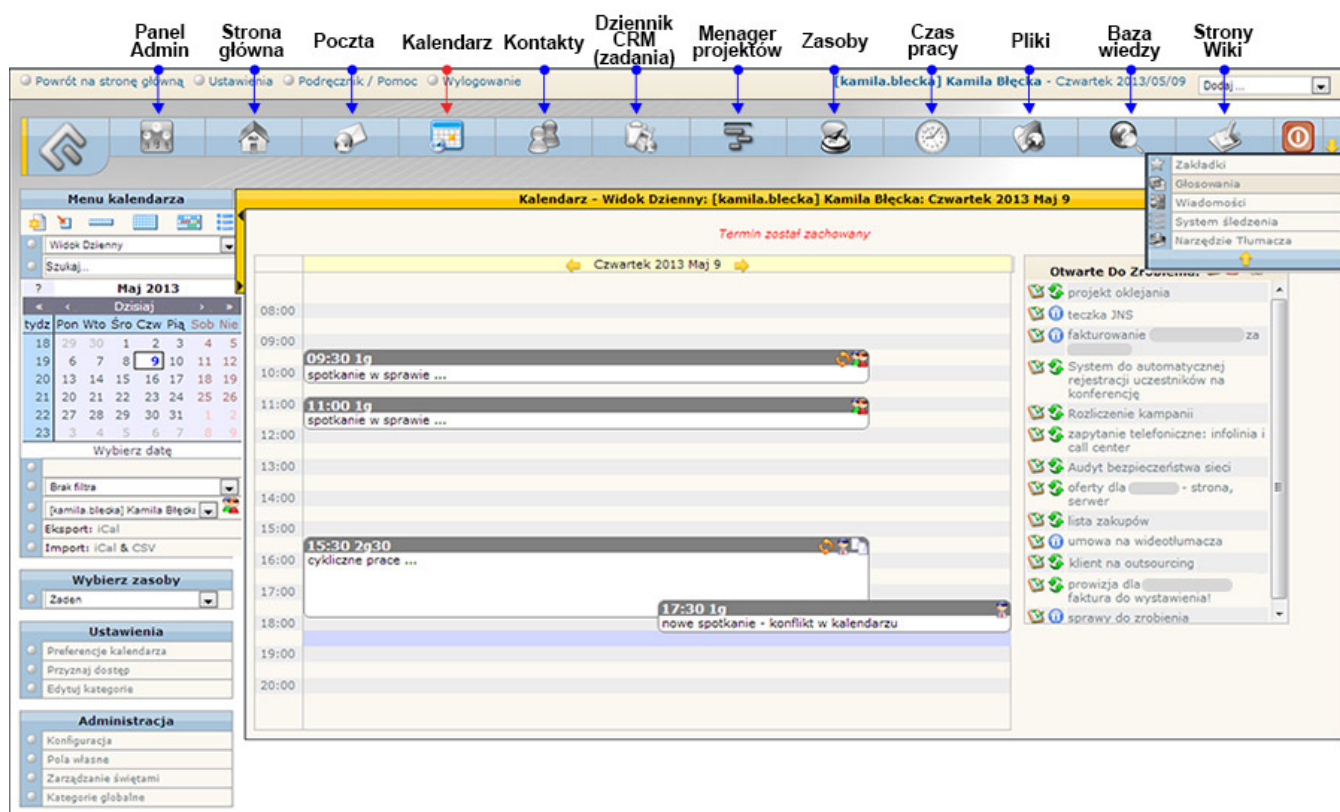 Panel Admin
Strona główna
Poczta
Kalendarz
Kontakty
Dziennik CRM (zadania)
Menager projektów
Zasoby
Czas pracy
Pliki
Baza wiedzy
Strony Wiki
Powrót na stronę główną
Ustawienia
Podręcznik / Pomoc
Wylogowanie
[kamila.blecka] Kamila Błęcka - Czwartek 2013/05/09
Dodaj ...
Zakładki
Głosowania
Wiadomości
System śledzenia
Narzędzie Tłumacza
Menu kalendarza
Widok Dzienny
Szukaj...
? Maj 2013
« ‹ Dzisiaj › »
tydz Pon Wto Śro Czw Pią Sob Nie
18 29 30 1 2 3 4 5
19 6 7 8 9 10 11 12
20 13 14 15 16 17 18 19
21 20 21 22 23 24 25 26
22 27 28 29 30 31 1 2
23 3 4 5 6 7 8 9
Wybierz datę
Brak filtra
[kamila.blecka] Kamila Błęcka
Eksport: iCal
Import: iCal & CSV
Wybierz zasoby
Żaden
Ustawienia
Preferencje kalendarza
Przyznaj dostęp
Edytuj kategorie
Administracja
Konfiguracja
Pola własne
Zarządzanie świętami
Kategorie globalne
Kalendarz - Widok Dzienny: [kamila.blecka] Kamila Błęcka: Czwartek 2013 Maj 9
Termin został zachowany
Czwartek 2013 Maj 9
08:00
09:00
09:30 1g
10:00
spotkanie w sprawie ...
11:00
11:00 1g
spotkanie w sprawie ...
12:00
13:00
14:00
15:00
15:30 2g30
16:00
cykliczne prace ...
17:00
17:30 1g
18:00
nowe spotkanie - konflikt w kalendarzu
19:00
20:00
Otwarte Do Zrobienia:
projekt oklejania
teczka JNS
fakturowanie za
System do automatycznej
rejestracji uczestników na
konferencję
Rozliczenie kampanii
zapytanie telefoniczne: infolinia i
call center
Audyt bezpieczeństwa sieci
oferty dla - strona,
serwer
lista zakupów
umowa na wideotłumacza
klient na outsourcing
prowizja dla
faktura do wystawienia!
sprawy do zrobienia